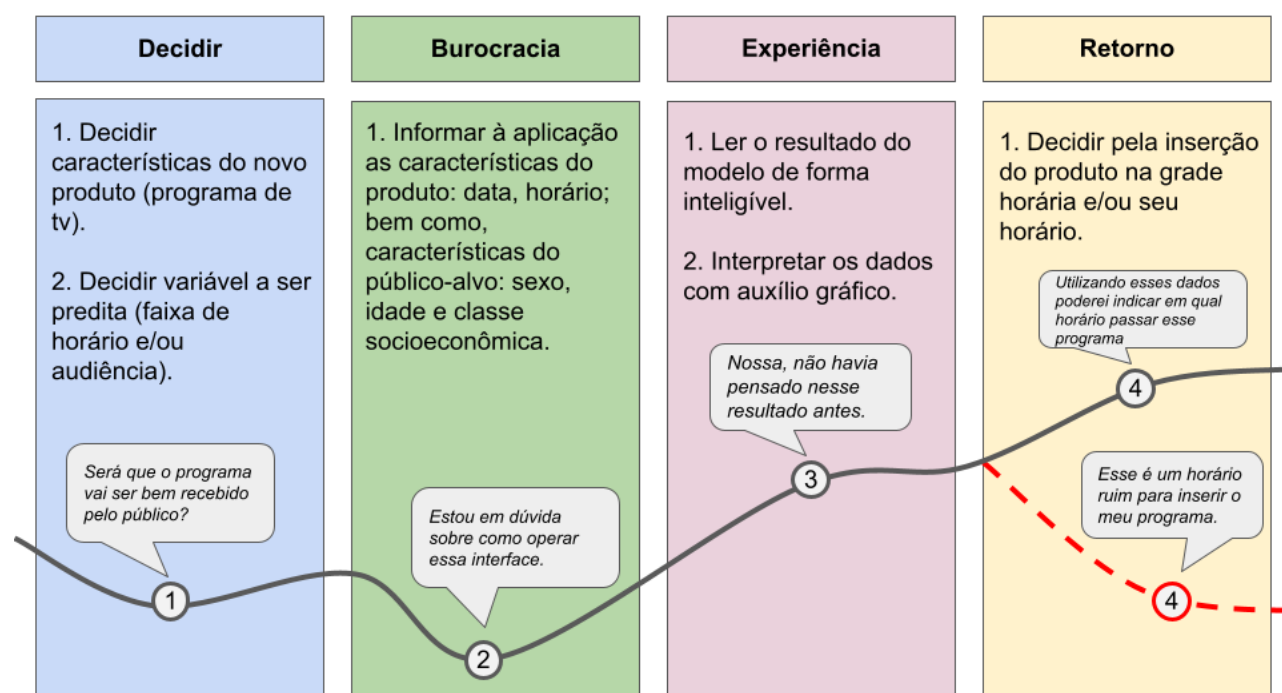 Decidir
1. Decidir
características do novo
produto (programa de
tv).
2. Decidir variável a ser
predita (faixa de
horário e/ou
audiência).
Será que o programa
vai ser bem recebido
pelo público?
1
Burocracia
1. Informar à aplicação
as características do
produto: data, horário;
bem como,
características do
público-alvo: sexo,
idade e classe
socioeconômica.
Estou em dúvida
sobre como operar
essa interface.
2
Experiência
1. Ler o resultado do
modelo de forma
inteligível.
2. Interpretar os dados
com auxílio gráfico.
Nossa, não havia
pensado nesse
resultado antes.
3
Retorno
1. Decidir pela inserção
do produto na grade
horária e/ou seu
horário.
Utilizando esses dados
poderei indicar em qual
horário passar esse
programa
4
Esse é um horário
ruim para inserir o
meu programa.
4